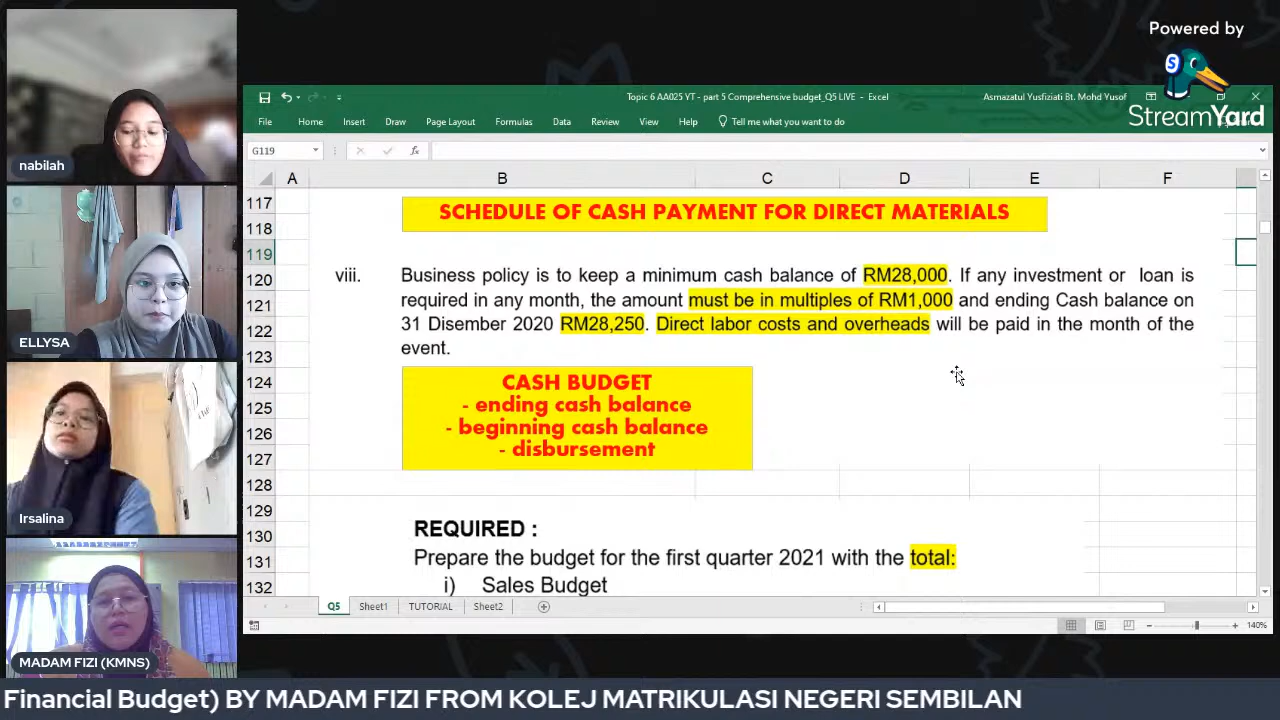 Powered by
StreamYard
nabilah
ELLYSA
Irsalina
MADAM FIZI (KMNS)
Topic 6 AA025 YT - part 5 Comprehensive budget_Q5 LIVE - Excel
Asmazatul Yusfiziati Bt. Mohd Yusof
File Home Insert Draw Page Layout Formulas Data Review View Help Tell me what you want to do
G119
fx
A B C D E F
117
118
119
120
121
122
123
124
125
126
127
128
129
130
131
132
SCHEDULE OF CASH PAYMENT FOR DIRECT MATERIALS
viii. Business policy is to keep a minimum cash balance of RM28,000. If any investment or loan is
required in any month, the amount must be in multiples of RM1,000 and ending Cash balance on
31 Disember 2020 RM28,250. Direct labor costs and overheads will be paid in the month of the
event.
CASH BUDGET
- ending cash balance
- beginning cash balance
- disbursement
REQUIRED :
Prepare the budget for the first quarter 2021 with the total:
i) Sales Budget
Q5 Sheet1 TUTORIAL Sheet2
140%
Financial Budget) BY MADAM FIZI FROM KOLEJ MATRIKULASI NEGERI SEMBILAN